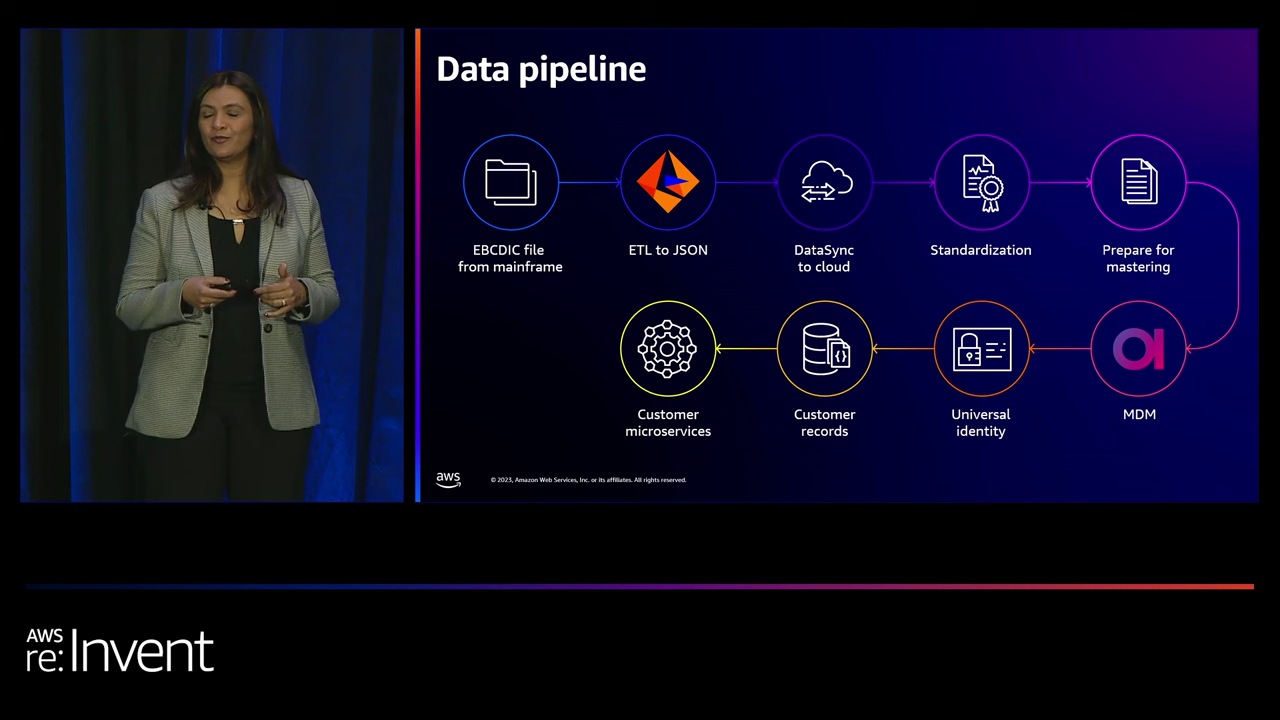 Data pipeline
EBCDIC file
from mainframe
ETL to JSON
DataSync
to cloud
Standardization
Prepare for
mastering
Customer
microservices
Customer
records
Universal
identity
MDM
aws
© 2023, Amazon Web Services, Inc. or its affiliates. All rights reserved.
AWS
re:Invent